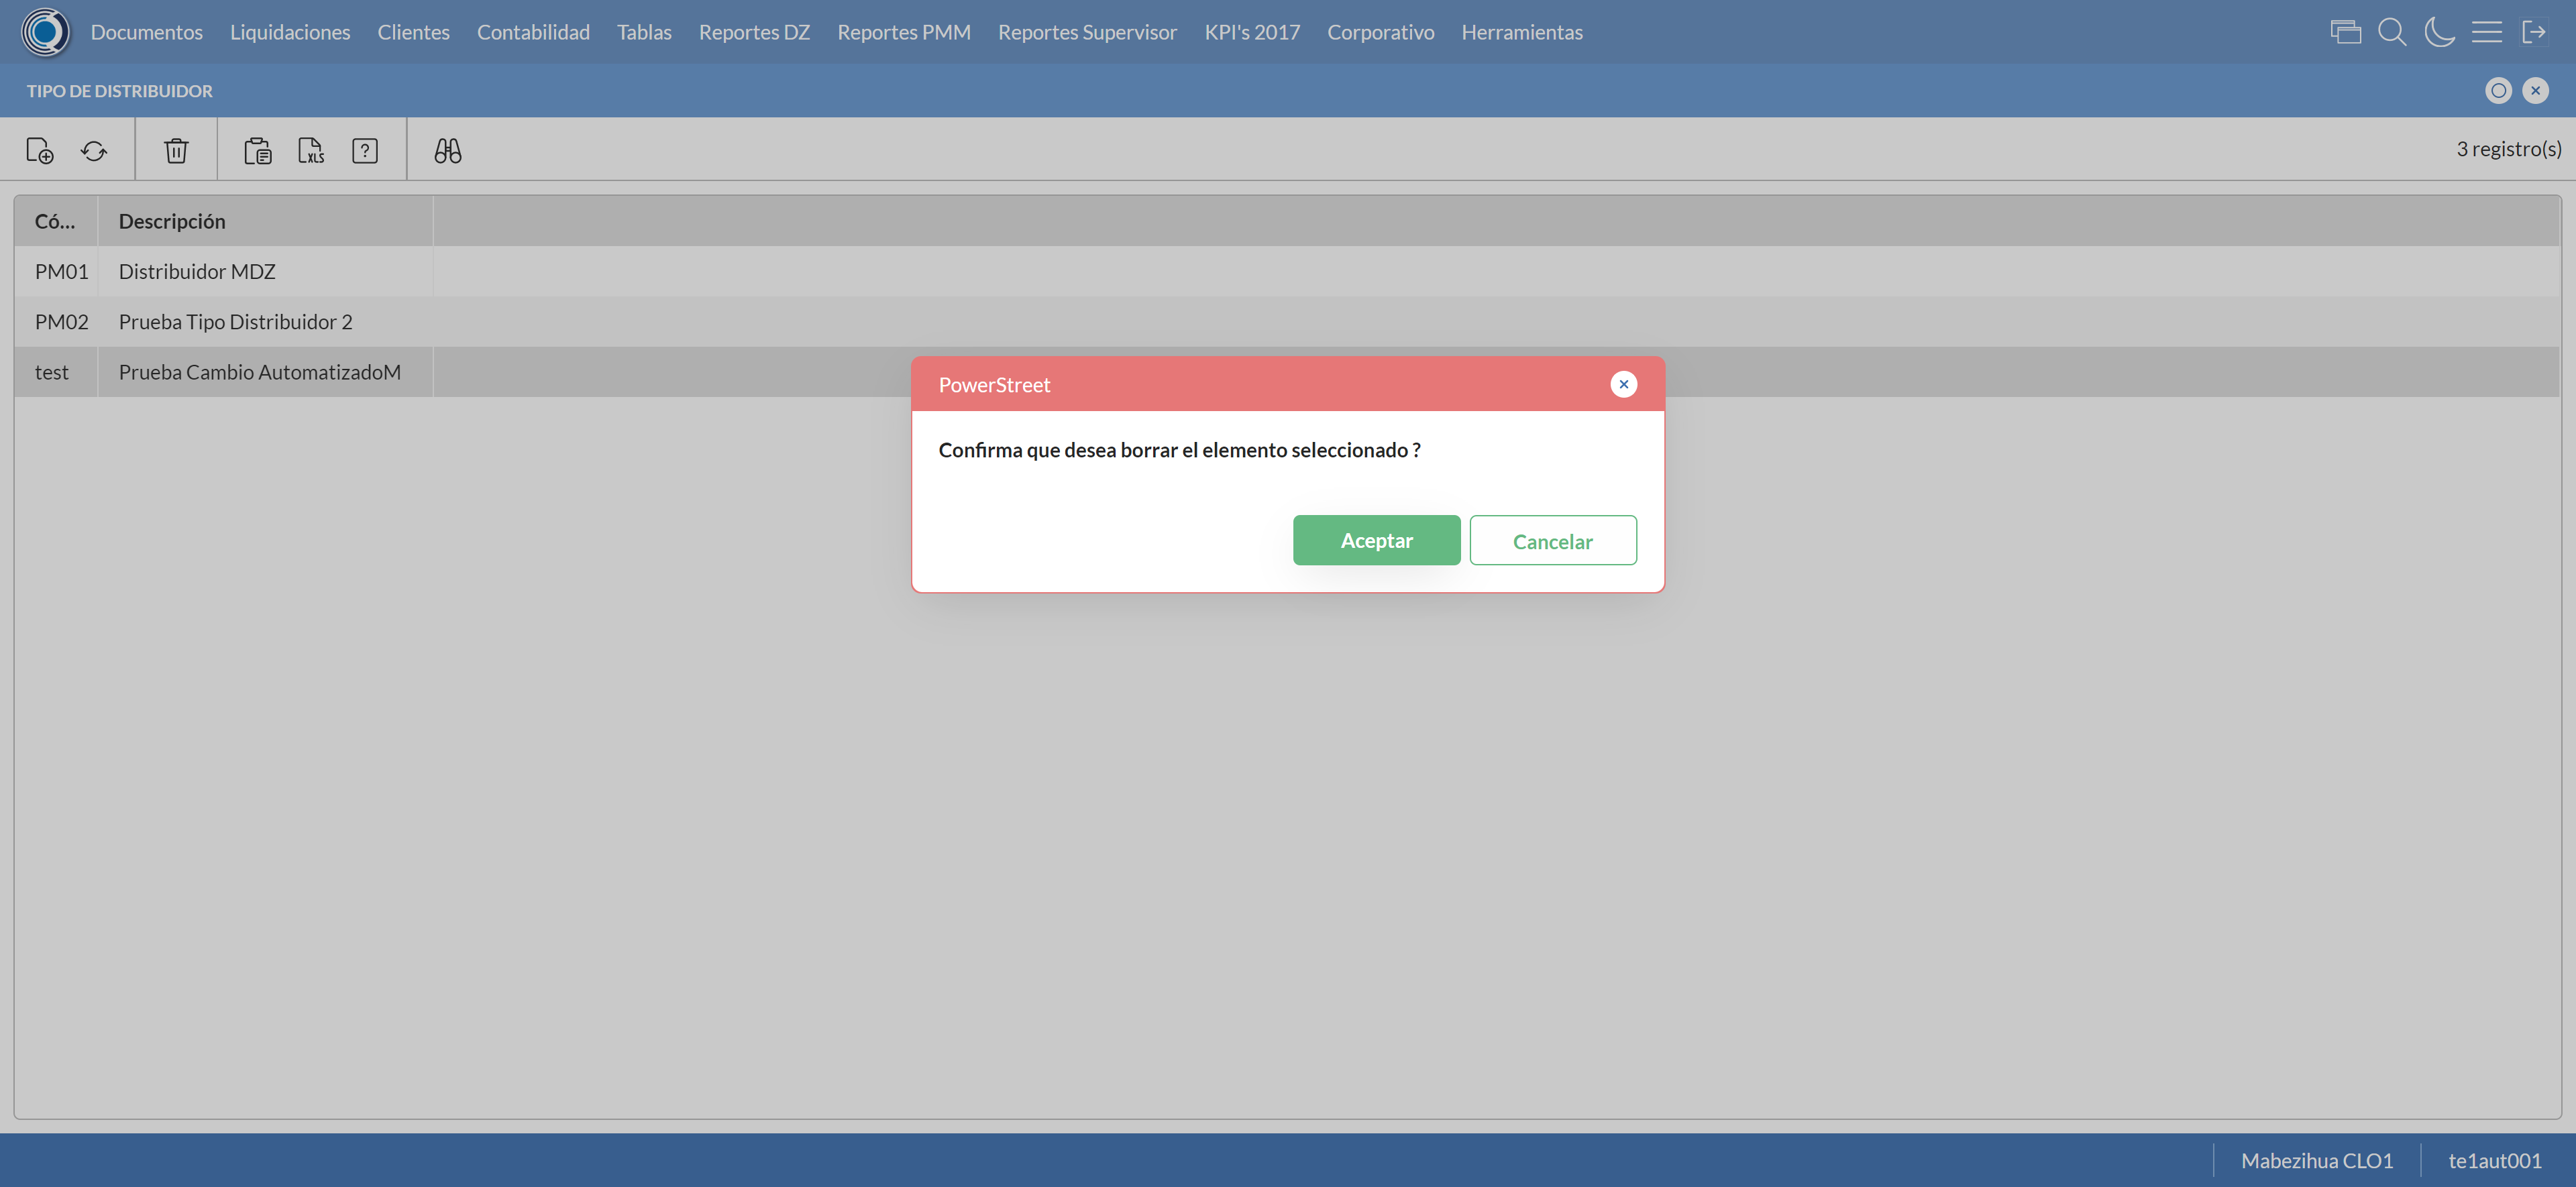 Documentos Liquidaciones Clientes Contabilidad Tablas Reportes DZ Reportes PMM Reportes Supervisor KPI's 2017 Corporativo Herramientas
TIPO DE DISTRIBUIDOR
XLS ? 3 registro(s)
Có... Descripción
PM01 Distribuidor MDZ
PM02 Prueba Tipo Distribuidor 2
test Prueba Cambio AutomatizadoM
PowerStreet
Confirma que desea borrar el elemento seleccionado ?
Aceptar Cancelar
Mabezihua CLO1 te1aut001